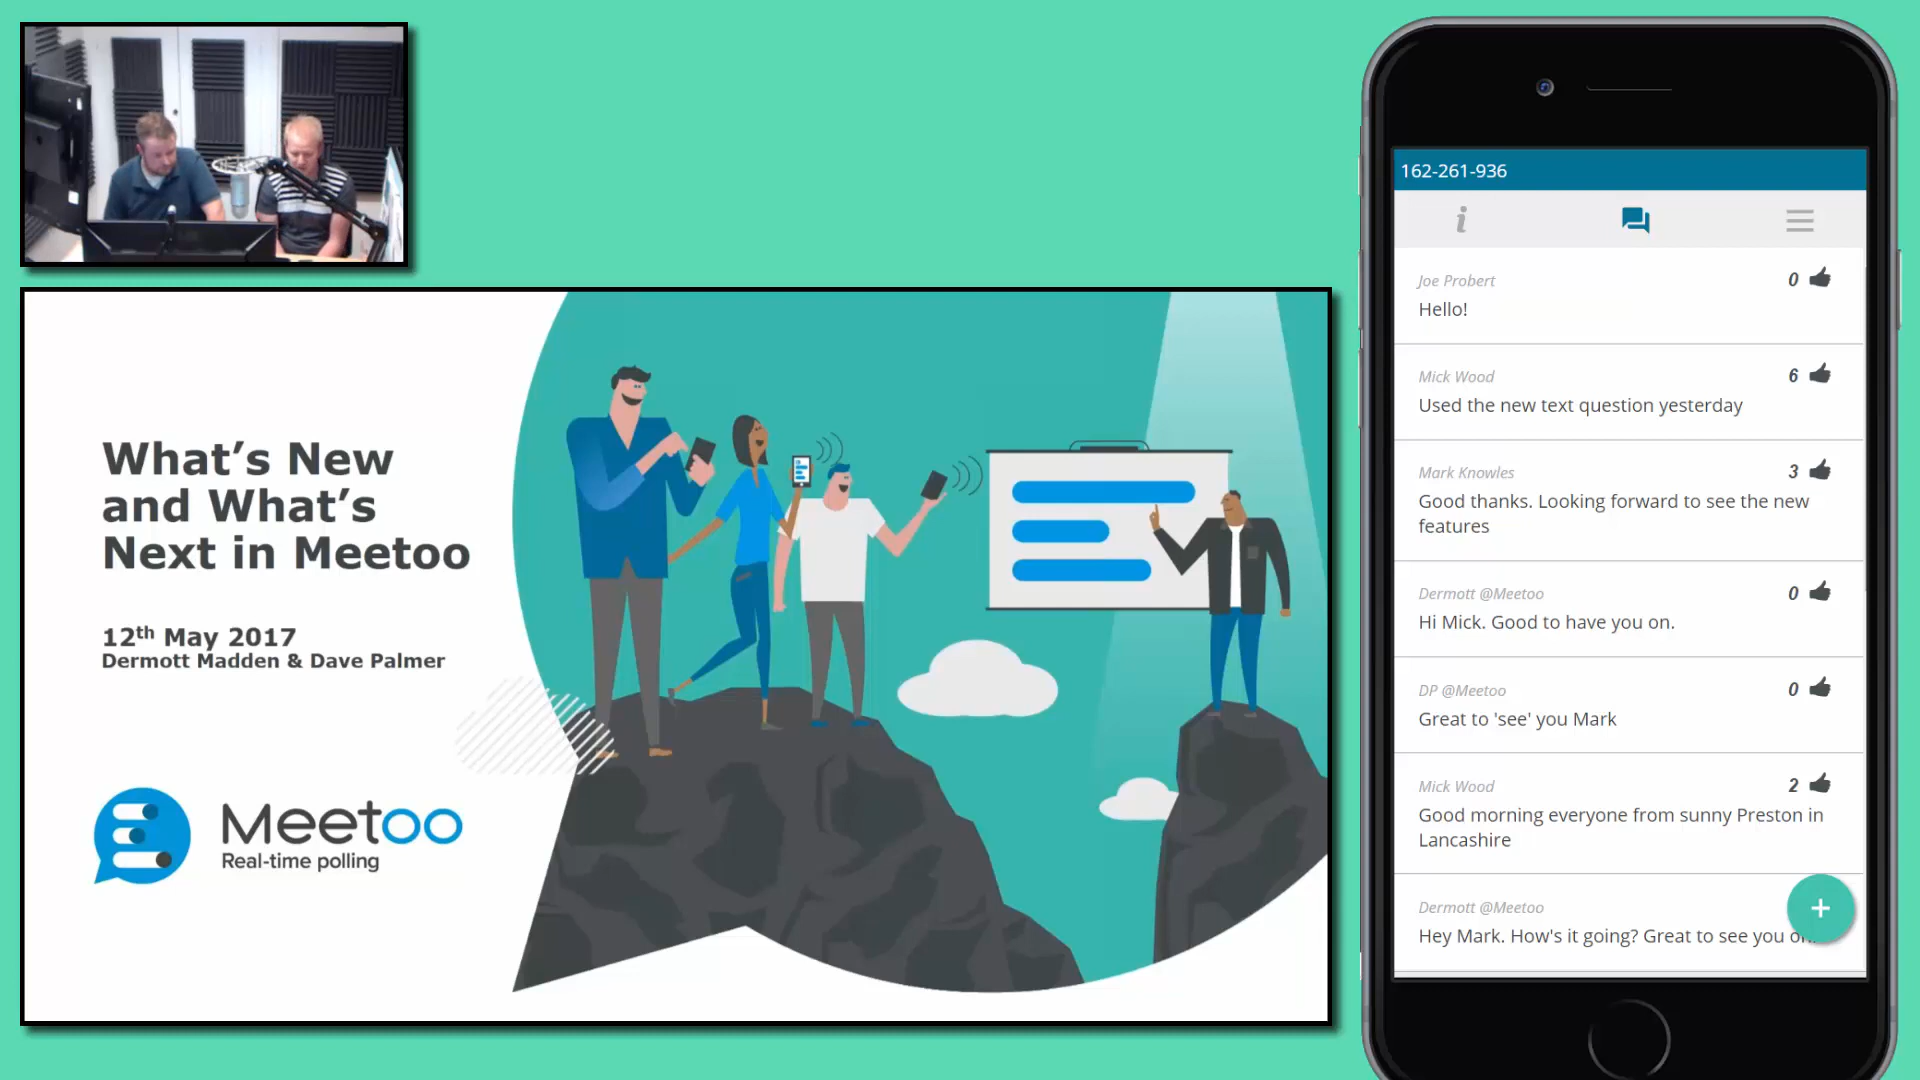 What's New
and What's
Next in Meetoo
12th May 2017
Dermott Madden & Dave Palmer
Meetoo
Real-time polling
162-261-936
Joe Probert
0
Hello!
Mick Wood
6
Used the new text question yesterday
Mark Knowles
3
Good thanks. Looking forward to see the new
features
Dermott @Meetoo
0
Hi Mick. Good to have you on.
DP @Meetoo
0
Great to 'see' you Mark
Mick Wood
2
Good morning everyone from sunny Preston in
Lancashire
Dermott @Meetoo
Hey Mark. How's it going? Great to see you on.